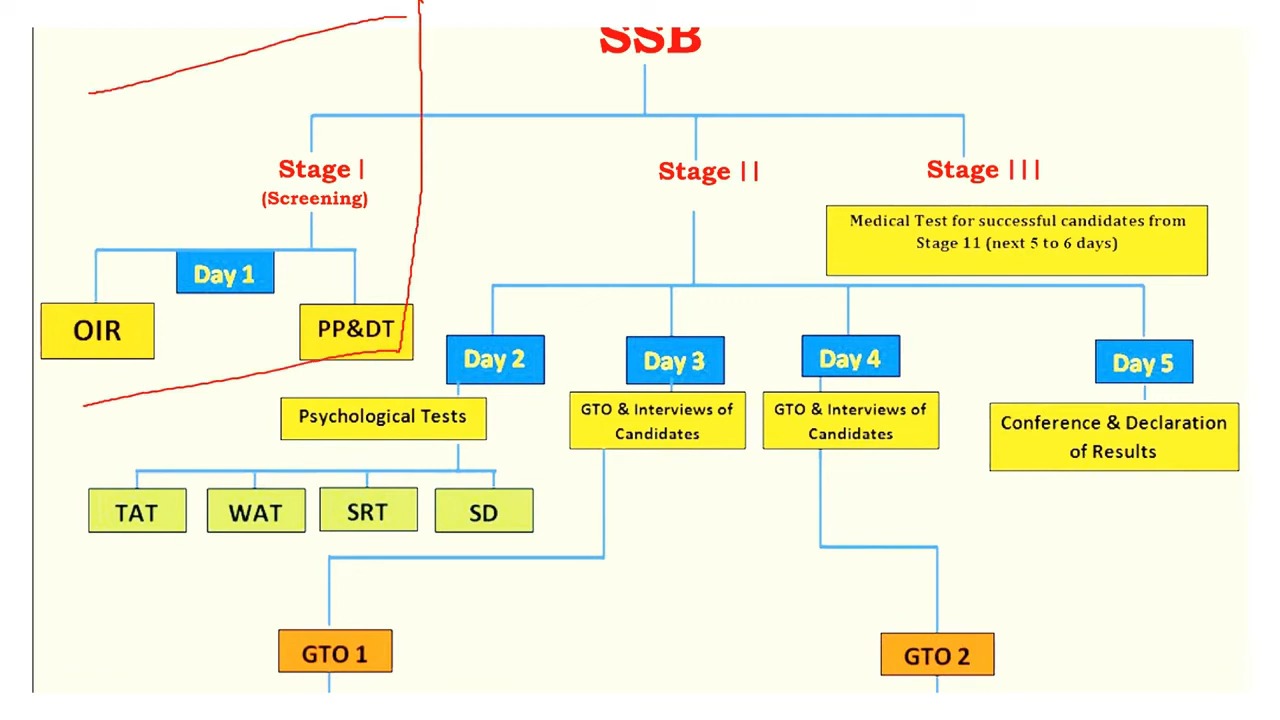 SSB
Stage |
(Screening)
Stage ||
Stage |||
Medical Test for successful candidates from
Stage 11 (next 5 to 6 days)
Day 1
OIR
PP&DT
Day 2
Day 3
Day 4
Day 5
Psychological Tests
GTO & Interviews of
Candidates
GTO & Interviews of
Candidates
Conference & Declaration
of Results
TAT
WAT
SRT
SD
GTO 1
GTO 2